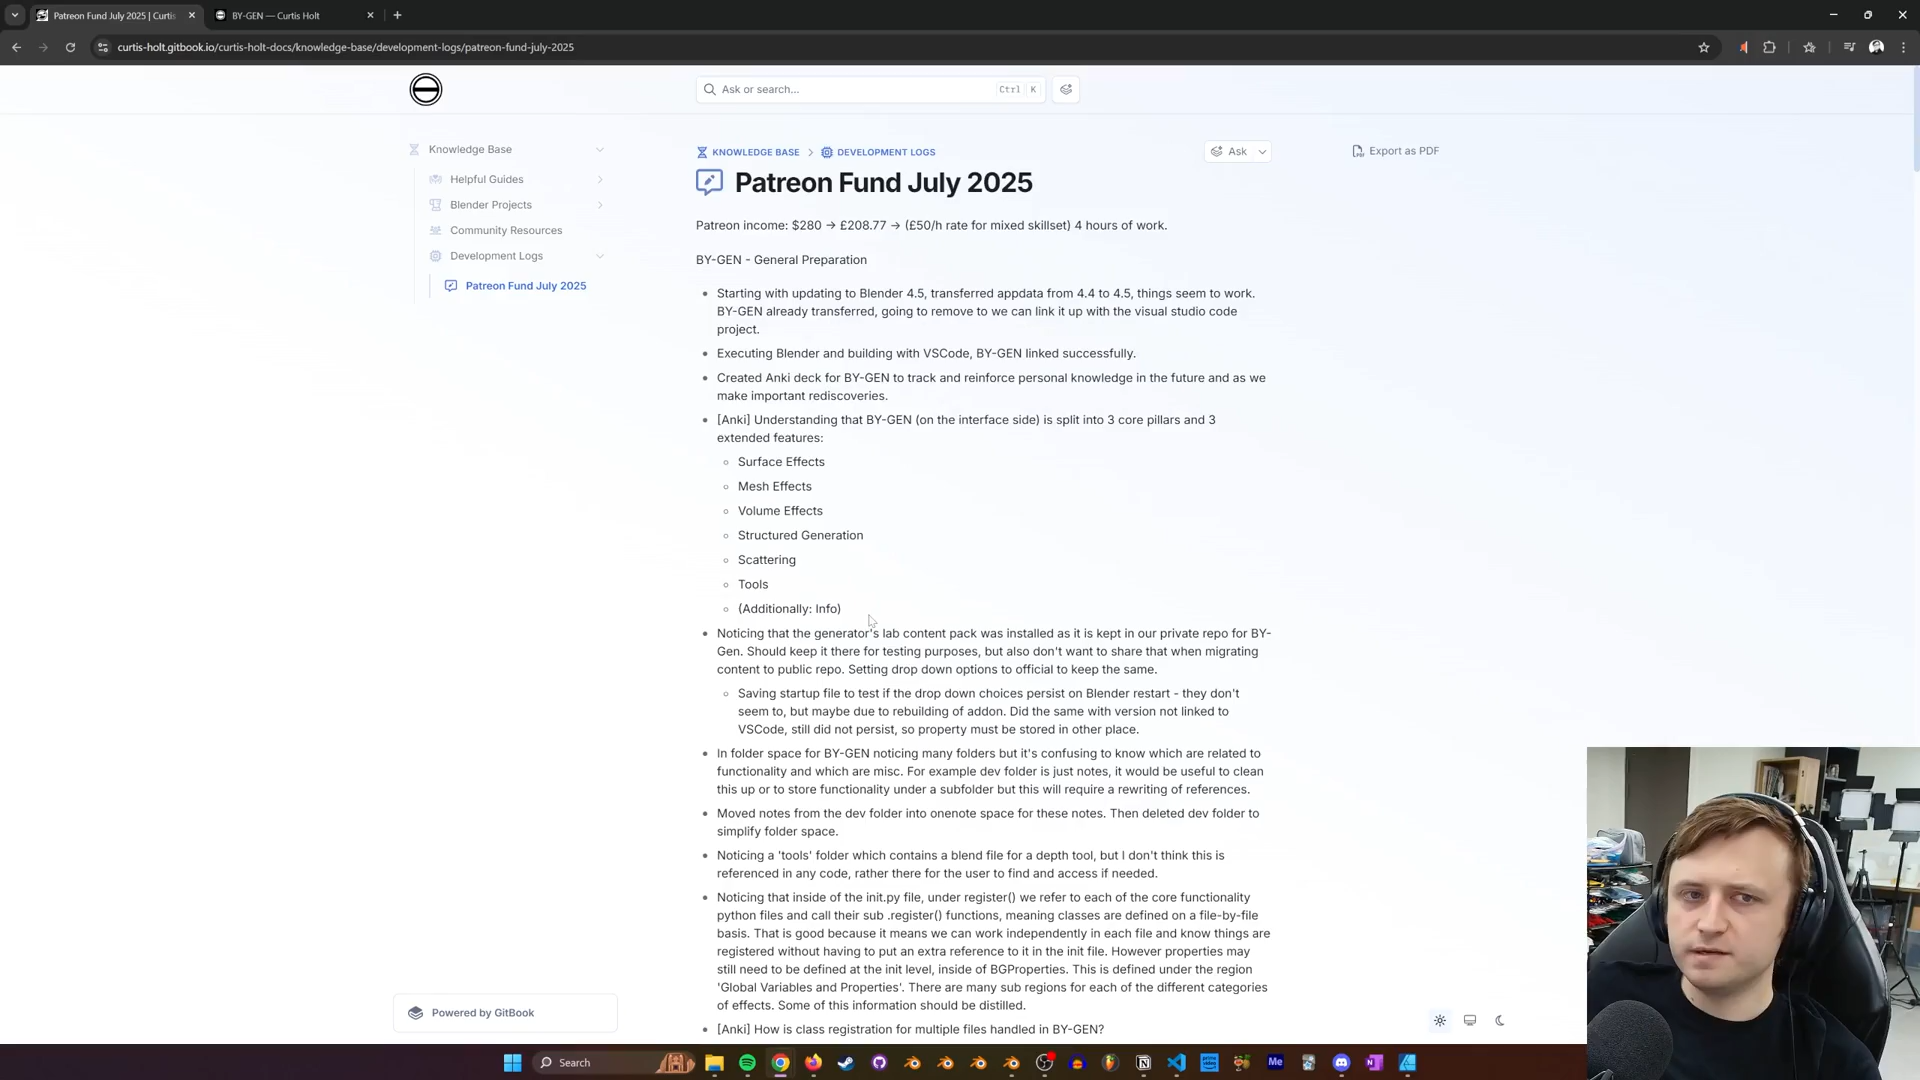 Patreon Fund July 2025 | Curtis
BY-GEN — Curtis Holt
curtis-holt.gitbook.io/curtis-holt-docs/knowledge-base/development-logs/patreon-fund-july-2025
Ask or search...
Ctrl K
Knowledge Base
Helpful Guides
Blender Projects
Community Resources
Development Logs
Patreon Fund July 2025
KNOWLEDGE BASE
DEVELOPMENT LOGS
Ask
Export as PDF
Patreon Fund July 2025
Patreon income: $280 → £208.77 → (£50/h rate for mixed skillset) 4 hours of work.
BY-GEN - General Preparation
Starting with updating to Blender 4.5, transferred appdata from 4.4 to 4.5, things seem to work.
BY-GEN already transferred, going to remove to we can link it up with the visual studio code
project.
Executing Blender and building with VSCode, BY-GEN linked successfully.
Created Anki deck for BY-GEN to track and reinforce personal knowledge in the future and as we
make important rediscoveries.
[Anki] Understanding that BY-GEN (on the interface side) is split into 3 core pillars and 3
extended features:
Surface Effects
Mesh Effects
Volume Effects
Structured Generation
Scattering
Tools
(Additionally: Info)
Noticing that the generator's lab content pack was installed as it is kept in our private repo for BY-
Gen. Should keep it there for testing purposes, but also don't want to share that when migrating
content to public repo. Setting drop down options to official to keep the same.
Saving startup file to test if the drop down choices persist on Blender restart - they don't
seem to, but maybe due to rebuilding of addon. Did the same with version not linked to
VSCode, still did not persist, so property must be stored in other place.
In folder space for BY-GEN noticing many folders but it's confusing to know which are related to
functionality and which are misc. For example dev folder is just notes, it would be useful to clean
this up or to store functionality under a subfolder but this will require a rewriting of references.
Moved notes from the dev folder into onenote space for these notes. Then deleted dev folder to
simplify folder space.
Noticing a 'tools' folder which contains a blend file for a depth tool, but I don't think this is
referenced in any code, rather there for the user to find and access if needed.
Noticing that inside of the init.py file, under register() we refer to each of the core functionality
python files and call their sub .register() functions, meaning classes are defined on a file-by-file
basis. That is good because it means we can work independently in each file and know things are
registered without having to put an extra reference to it in the init file. However properties may
still need to be defined at the init level, inside of BGProperties. This is defined under the region
'Global Variables and Properties'. There are many sub regions for each of the different categories
of effects. Some of this information should be distilled.
[Anki] How is class registration for multiple files handled in BY-GEN?
Powered by GitBook
Search
Me